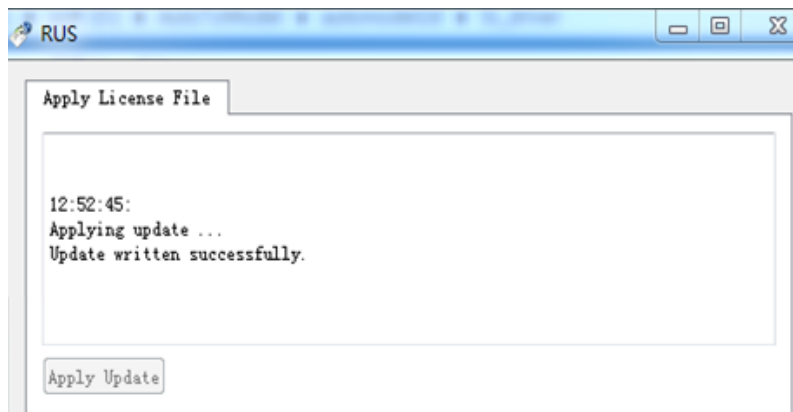 RUS
Apply License File
12:52:45:
Applying update ...
Update written successfully.
Apply Update